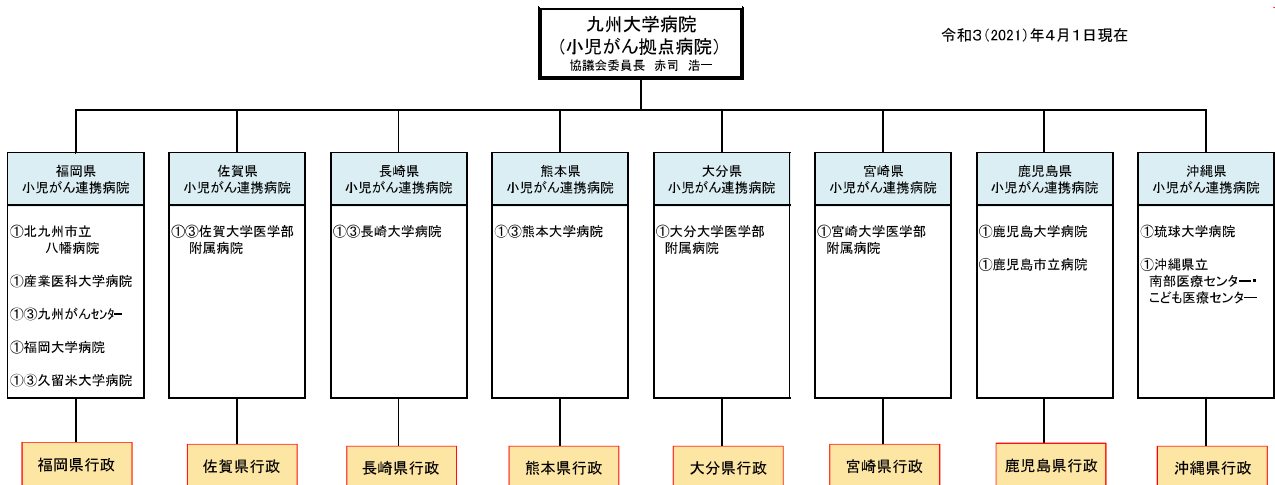 九州大学病院
（小児がん拠点病院）
協議会委員長　赤司　浩一
令和３（2021）年４月１日現在
福岡県
小児がん連携病院
①北九州市立
八幡病院
①産業医科大学病院
①③九州がんセンター
①福岡大学病院
①③久留米大学病院
福岡県行政
佐賀県
小児がん連携病院
①③佐賀大学医学部
附属病院
佐賀県行政
長崎県
小児がん連携病院
①③長崎大学病院
長崎県行政
熊本県
小児がん連携病院
①③熊本大学病院
熊本県行政
大分県
小児がん連携病院
①大分大学医学部
附属病院
大分県行政
宮崎県
小児がん連携病院
①宮崎大学医学部
附属病院
宮崎県行政
鹿児島県
小児がん連携病院
①鹿児島大学病院
①鹿児島市立病院
鹿児島県行政
沖縄県
小児がん連携病院
①琉球大学病院
①沖縄県立
南部医療センター・
こども医療センター
沖縄県行政